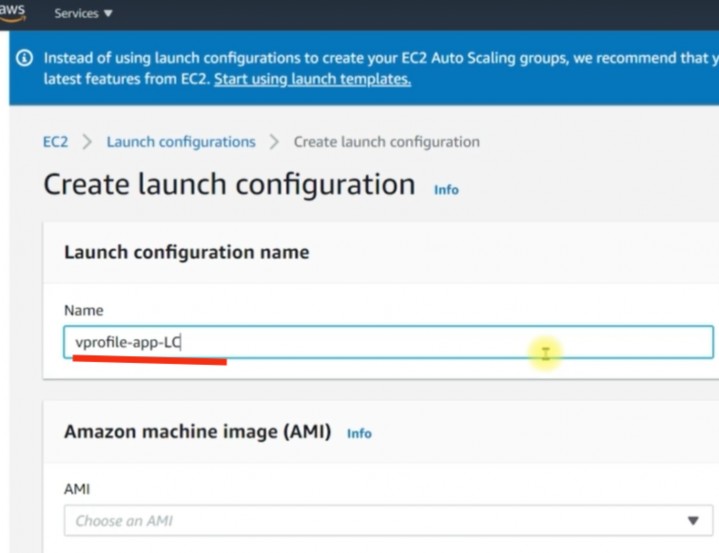 aws Services
Instead of using launch configurations to create your EC2 Auto Scaling groups, we recommend that
latest features from EC2. Start using launch templates.
EC2 > Launch configurations > Create launch configuration
Create launch configuration Info
Launch configuration name
Name
vprofile-app-LC
Amazon machine image (AMI) Info
AMI
Choose an AMI